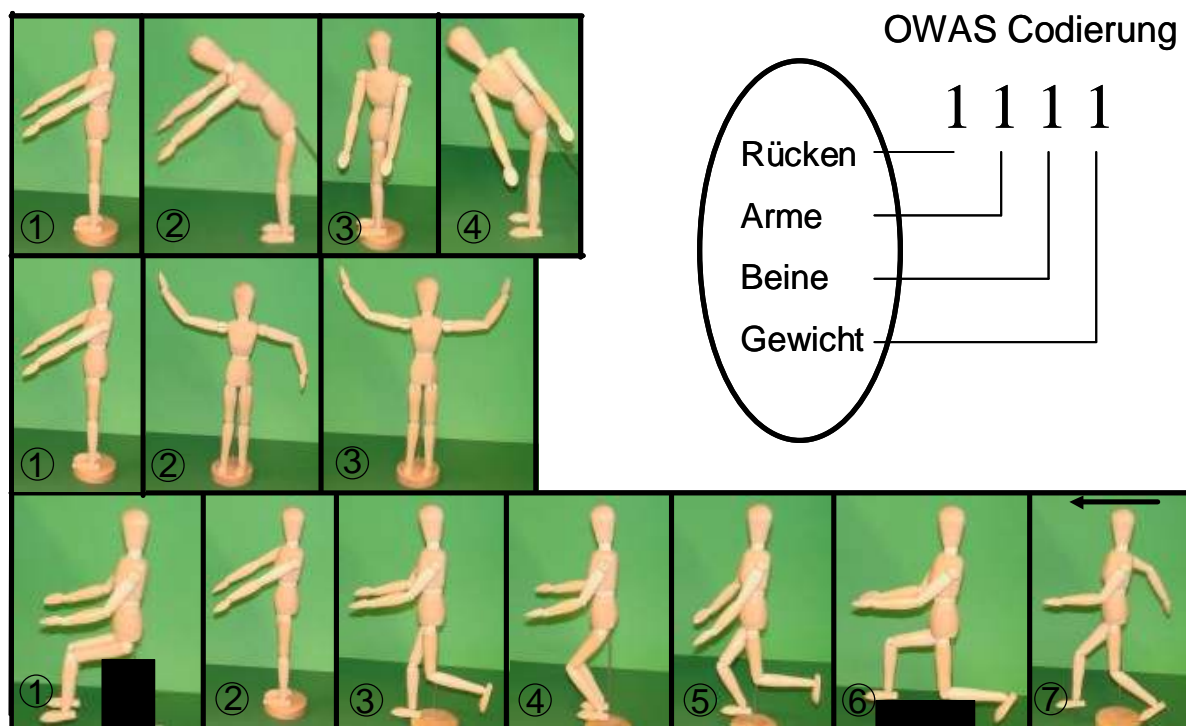 OWAS Codierung
1 1 1 1
Rücken
Arme
Beine
Gewicht
① ② ③ ④
① ② ③
① ② ③ ④ ⑤ ⑥ ⑦